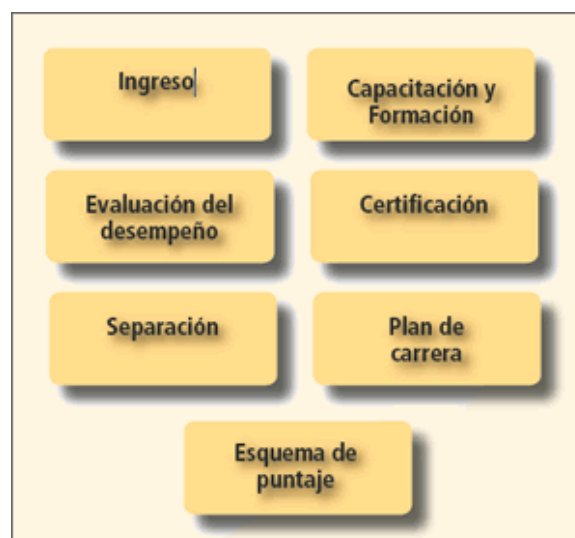 Ingreso
Capacitación y
Formación
Evaluación del
desempeño
Certificación
Separación
Plan de
carrera
Esquema de
puntaje